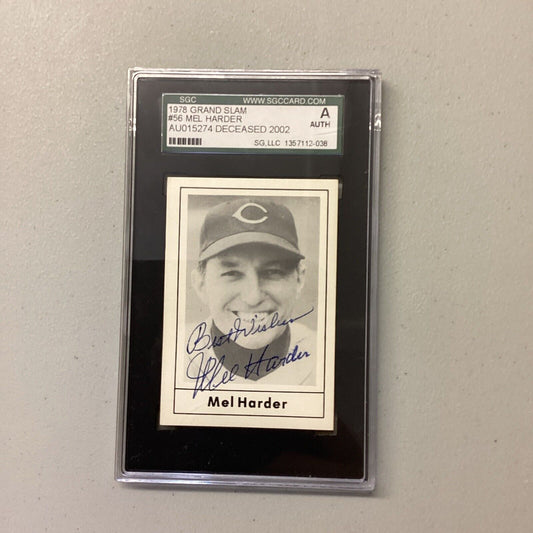 SGC WWW.SGCCARD.COM
1978 GRAND SLAM A
#56 MEL HARDER AUTH
AU015274 DECEASED 2002
SG, LLC 1357112-038
C
Best Wishes
Mel Harder
Mel Harder